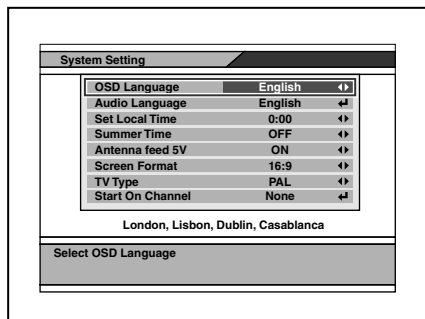 System Setting
OSD Language English
Audio Language English
Set Local Time 0:00
Summer Time OFF
Antenna feed 5V ON
Screen Format 16:9
TV Type PAL
Start On Channel None
London, Lisbon, Dublin, Casablanca
Select OSD Language